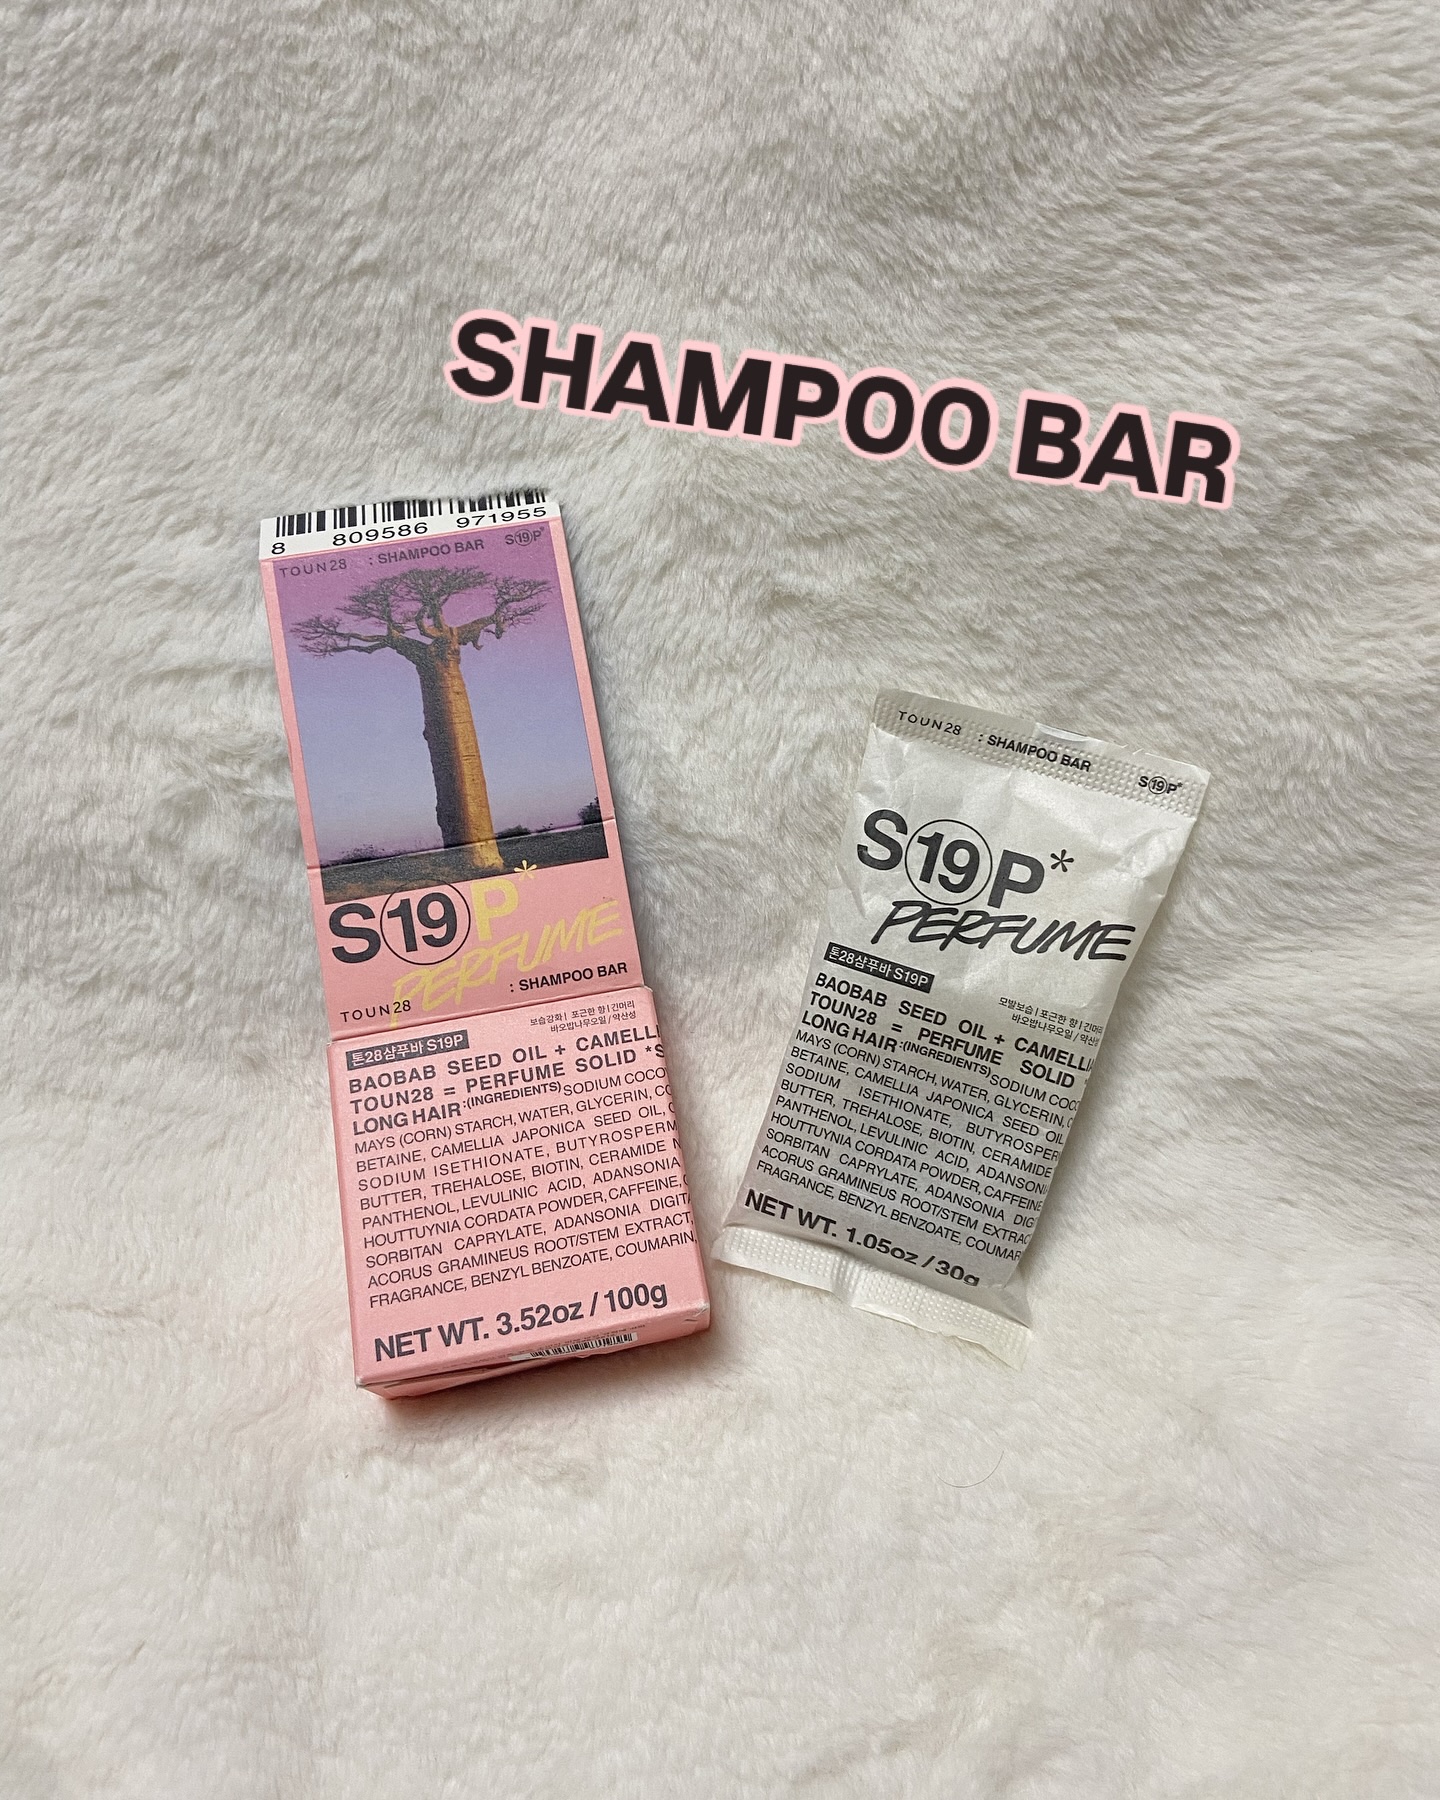 SHAMPOO BAR
8 809586 971955
TOUN28 : SHAMPOO BAR S19P*
S19P*
PERFUME
: SHAMPOO BAR
TOUN28
톤28샴푸바 S19P
보습강화 | 포근한 향 | 긴머리
바오밥나무오일 / 약산성
BAOBAB SEED OIL + CAMELLI
TOUN28 = PERFUME SOLID *S
LONG HAIR:(INGREDIENTS)SODIUM COCO
MAYS (CORN) STARCH, WATER, GLYCERIN, CO
BETAINE, CAMELLIA JAPONICA SEED OIL,
SODIUM ISETHIONATE, BUTYROSPERM
BUTTER, TREHALOSE, BIOTIN, CERAMIDE N
PANTHENOL, LEVULINIC ACID, ADANSONIA
HOUTTUYNIA CORDATA POWDER, CAFFEINE,
SORBITAN CAPRYLATE, ADANSONIA DIGIT
ACORUS GRAMINEUS ROOT/STEM EXTRACT,
FRAGRANCE, BENZYL BENZOATE, COUMARIN,
NET WT. 3.52oz / 100g
TOUN28 : SHAMPOO BAR S19P*
S19P*
PERFUME
톤28샴푸바 S19P
모발보습 | 포근한 향 | 긴머리
바오밥나무오일 / 약산성
BAOBAB SEED OIL + CAMELLI
TOUN28 = PERFUME SOLID
LONG HAIR:(INGREDIENTS)SODIUM COCO
MAYS (CORN) STARCH, WATER, GLYCERIN, C
BETAINE, CAMELLIA JAPONICA SEED OIL
SODIUM ISETHIONATE, BUTYROSPER
BUTTER, TREHALOSE, BIOTIN, CERAMIDE
PANTHENOL, LEVULINIC ACID, ADANSONI
HOUTTUYNIA CORDATA POWDER, CAFFEINE
SORBITAN CAPRYLATE, ADANSONIA DIG
ACORUS GRAMINEUS ROOT/STEM EXTRAC
FRAGRANCE, BENZYL BENZOATE, COUMAR
NET WT. 1.05oz / 30g